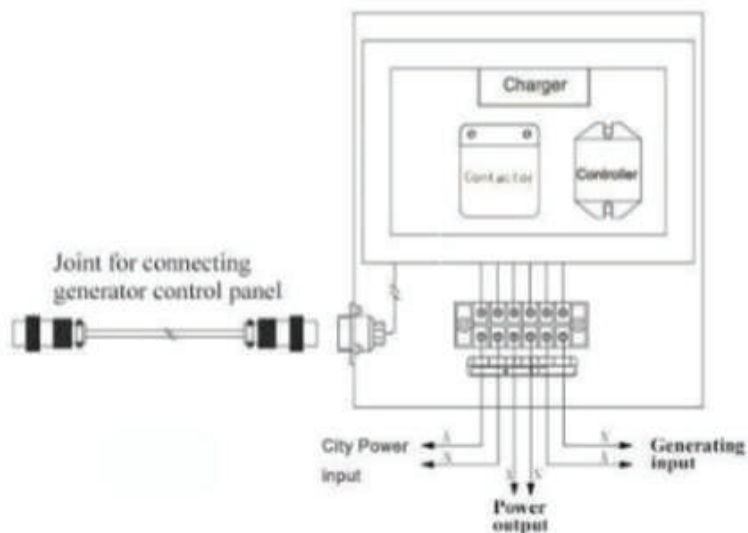 Charger
Contactor
Controller
Joint for connecting
generator control panel
City Power
input
Generating
input
Power
output